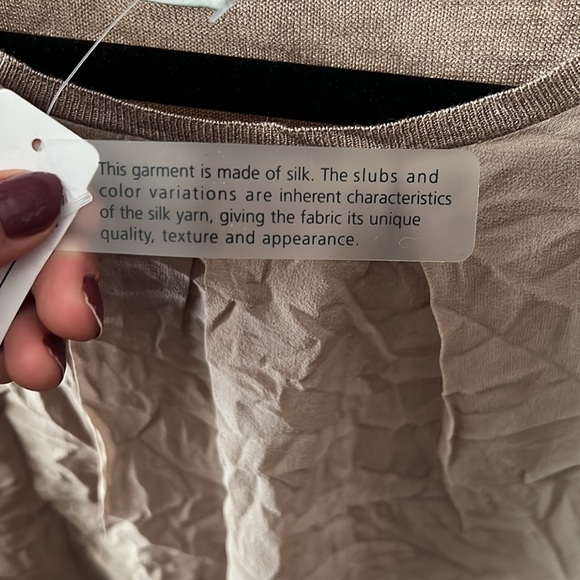 This garment is made of silk. The slubs and
color variations are inherent characteristics
of the silk yarn, giving the fabric its unique
quality, texture and appearance.